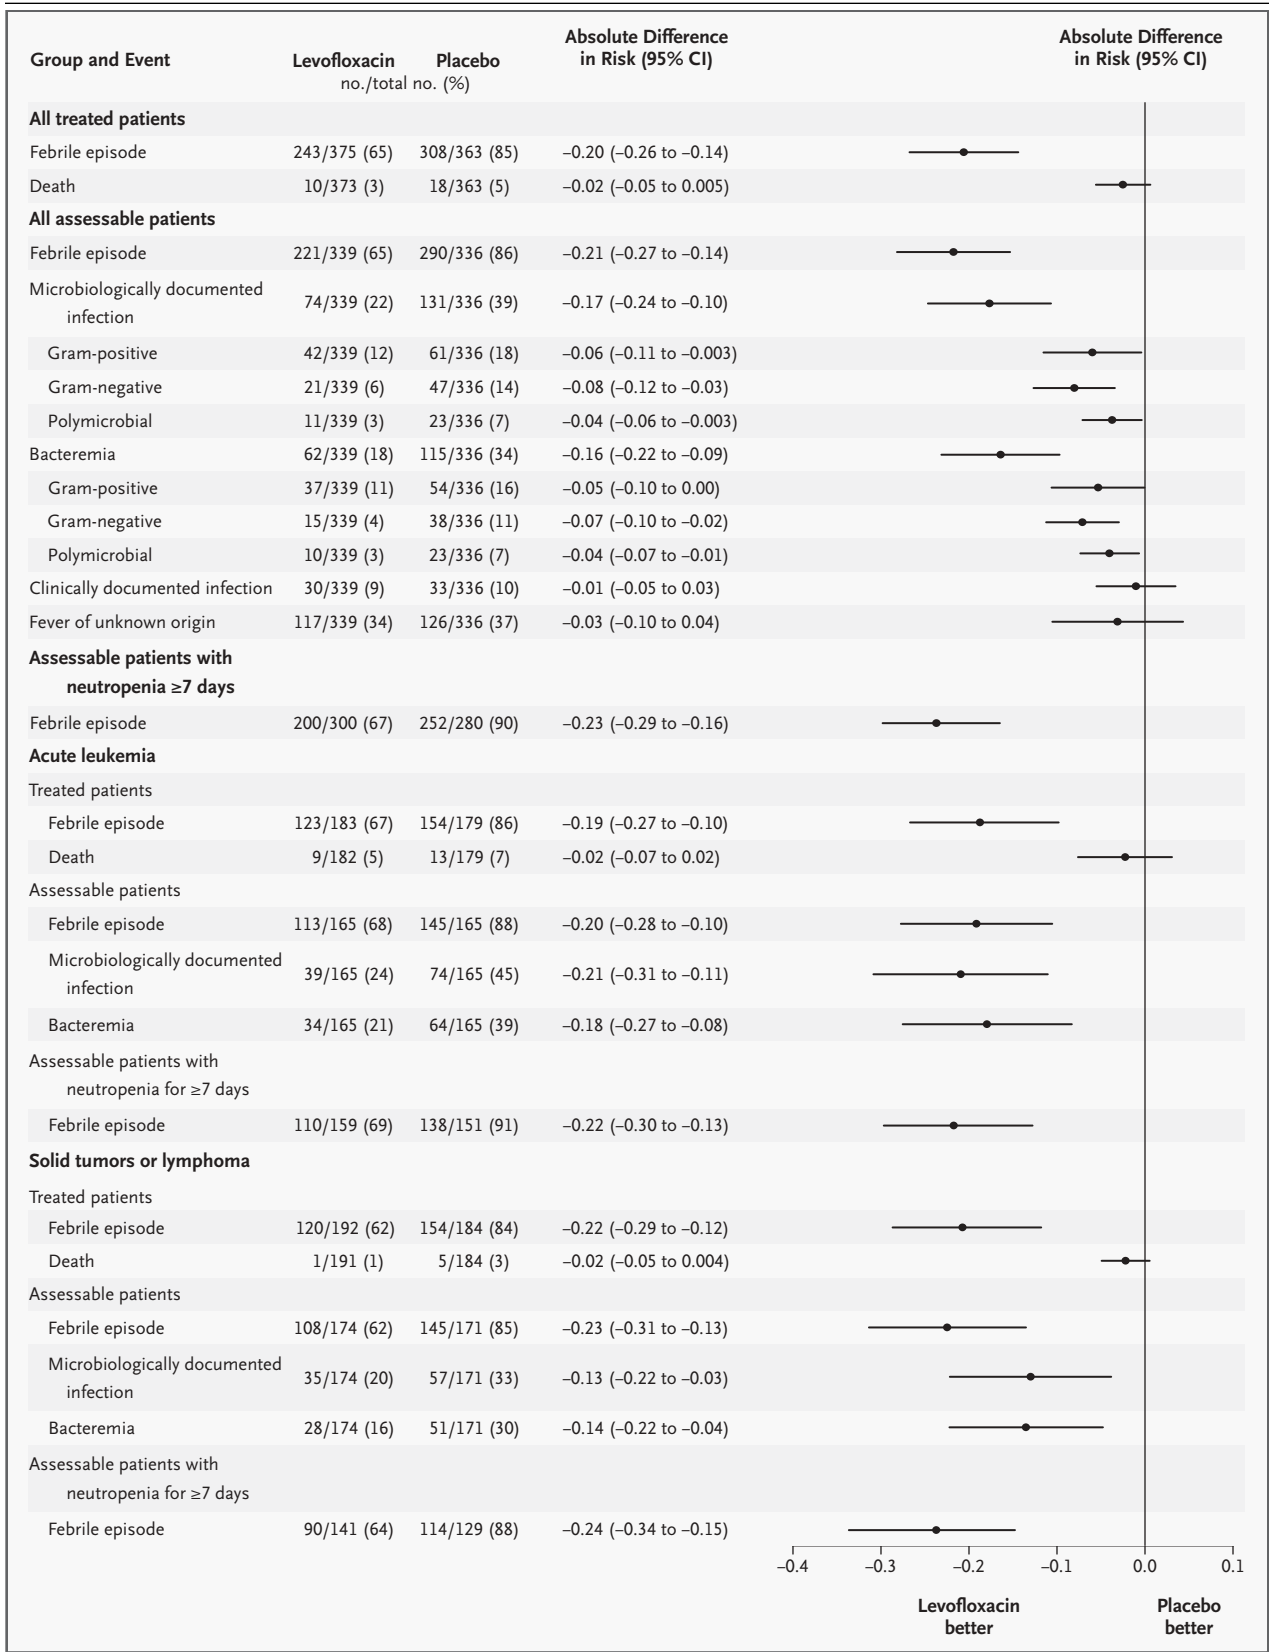 Group and Event Levofloxacin Placebo Absolute Difference in Risk (95% CI) Absolute Difference in Risk (95% CI)
no./total no. (%)
All treated patients
Febrile episode 243/375 (65) 308/363 (85) –0.20 (–0.26 to –0.14)
Death 10/373 (3) 18/363 (5) –0.02 (–0.05 to 0.005)
All assessable patients
Febrile episode 221/339 (65) 290/336 (86) –0.21 (–0.27 to –0.14)
Microbiologically documented infection 74/339 (22) 131/336 (39) –0.17 (–0.24 to –0.10)
Gram-positive 42/339 (12) 61/336 (18) –0.06 (–0.11 to –0.003)
Gram-negative 21/339 (6) 47/336 (14) –0.08 (–0.12 to –0.03)
Polymicrobial 11/339 (3) 23/336 (7) –0.04 (–0.06 to –0.003)
Bacteremia 62/339 (18) 115/336 (34) –0.16 (–0.22 to –0.09)
Gram-positive 37/339 (11) 54/336 (16) –0.05 (–0.10 to 0.00)
Gram-negative 15/339 (4) 38/336 (11) –0.07 (–0.10 to –0.02)
Polymicrobial 10/339 (3) 23/336 (7) –0.04 (–0.07 to –0.01)
Clinically documented infection 30/339 (9) 33/336 (10) –0.01 (–0.05 to 0.03)
Fever of unknown origin 117/339 (34) 126/336 (37) –0.03 (–0.10 to 0.04)
Assessable patients with
neutropenia ≥7 days
Febrile episode 200/300 (67) 252/280 (90) –0.23 (–0.29 to –0.16)
Acute leukemia
Treated patients
Febrile episode 123/183 (67) 154/179 (86) –0.19 (–0.27 to –0.10)
Death 9/182 (5) 13/179 (7) –0.02 (–0.07 to 0.02)
Assessable patients
Febrile episode 113/165 (68) 145/165 (88) –0.20 (–0.28 to –0.10)
Microbiologically documented infection 39/165 (24) 74/165 (45) –0.21 (–0.31 to –0.11)
Bacteremia 34/165 (21) 64/165 (39) –0.18 (–0.27 to –0.08)
Assessable patients with
neutropenia for ≥7 days
Febrile episode 110/159 (69) 138/151 (91) –0.22 (–0.30 to –0.13)
Solid tumors or lymphoma
Treated patients
Febrile episode 120/192 (62) 154/184 (84) –0.22 (–0.29 to –0.12)
Death 1/191 (1) 5/184 (3) –0.02 (–0.05 to 0.004)
Assessable patients
Febrile episode 108/174 (62) 145/171 (85) –0.23 (–0.31 to –0.13)
Microbiologically documented infection 35/174 (20) 57/171 (33) –0.13 (–0.22 to –0.03)
Bacteremia 28/174 (16) 51/171 (30) –0.14 (–0.22 to –0.04)
Assessable patients with
neutropenia for ≥7 days
Febrile episode 90/141 (64) 114/129 (88) –0.24 (–0.34 to –0.15)
–0.4 –0.3 –0.2 –0.1 0.0 0.1
Levofloxacin better Placebo better